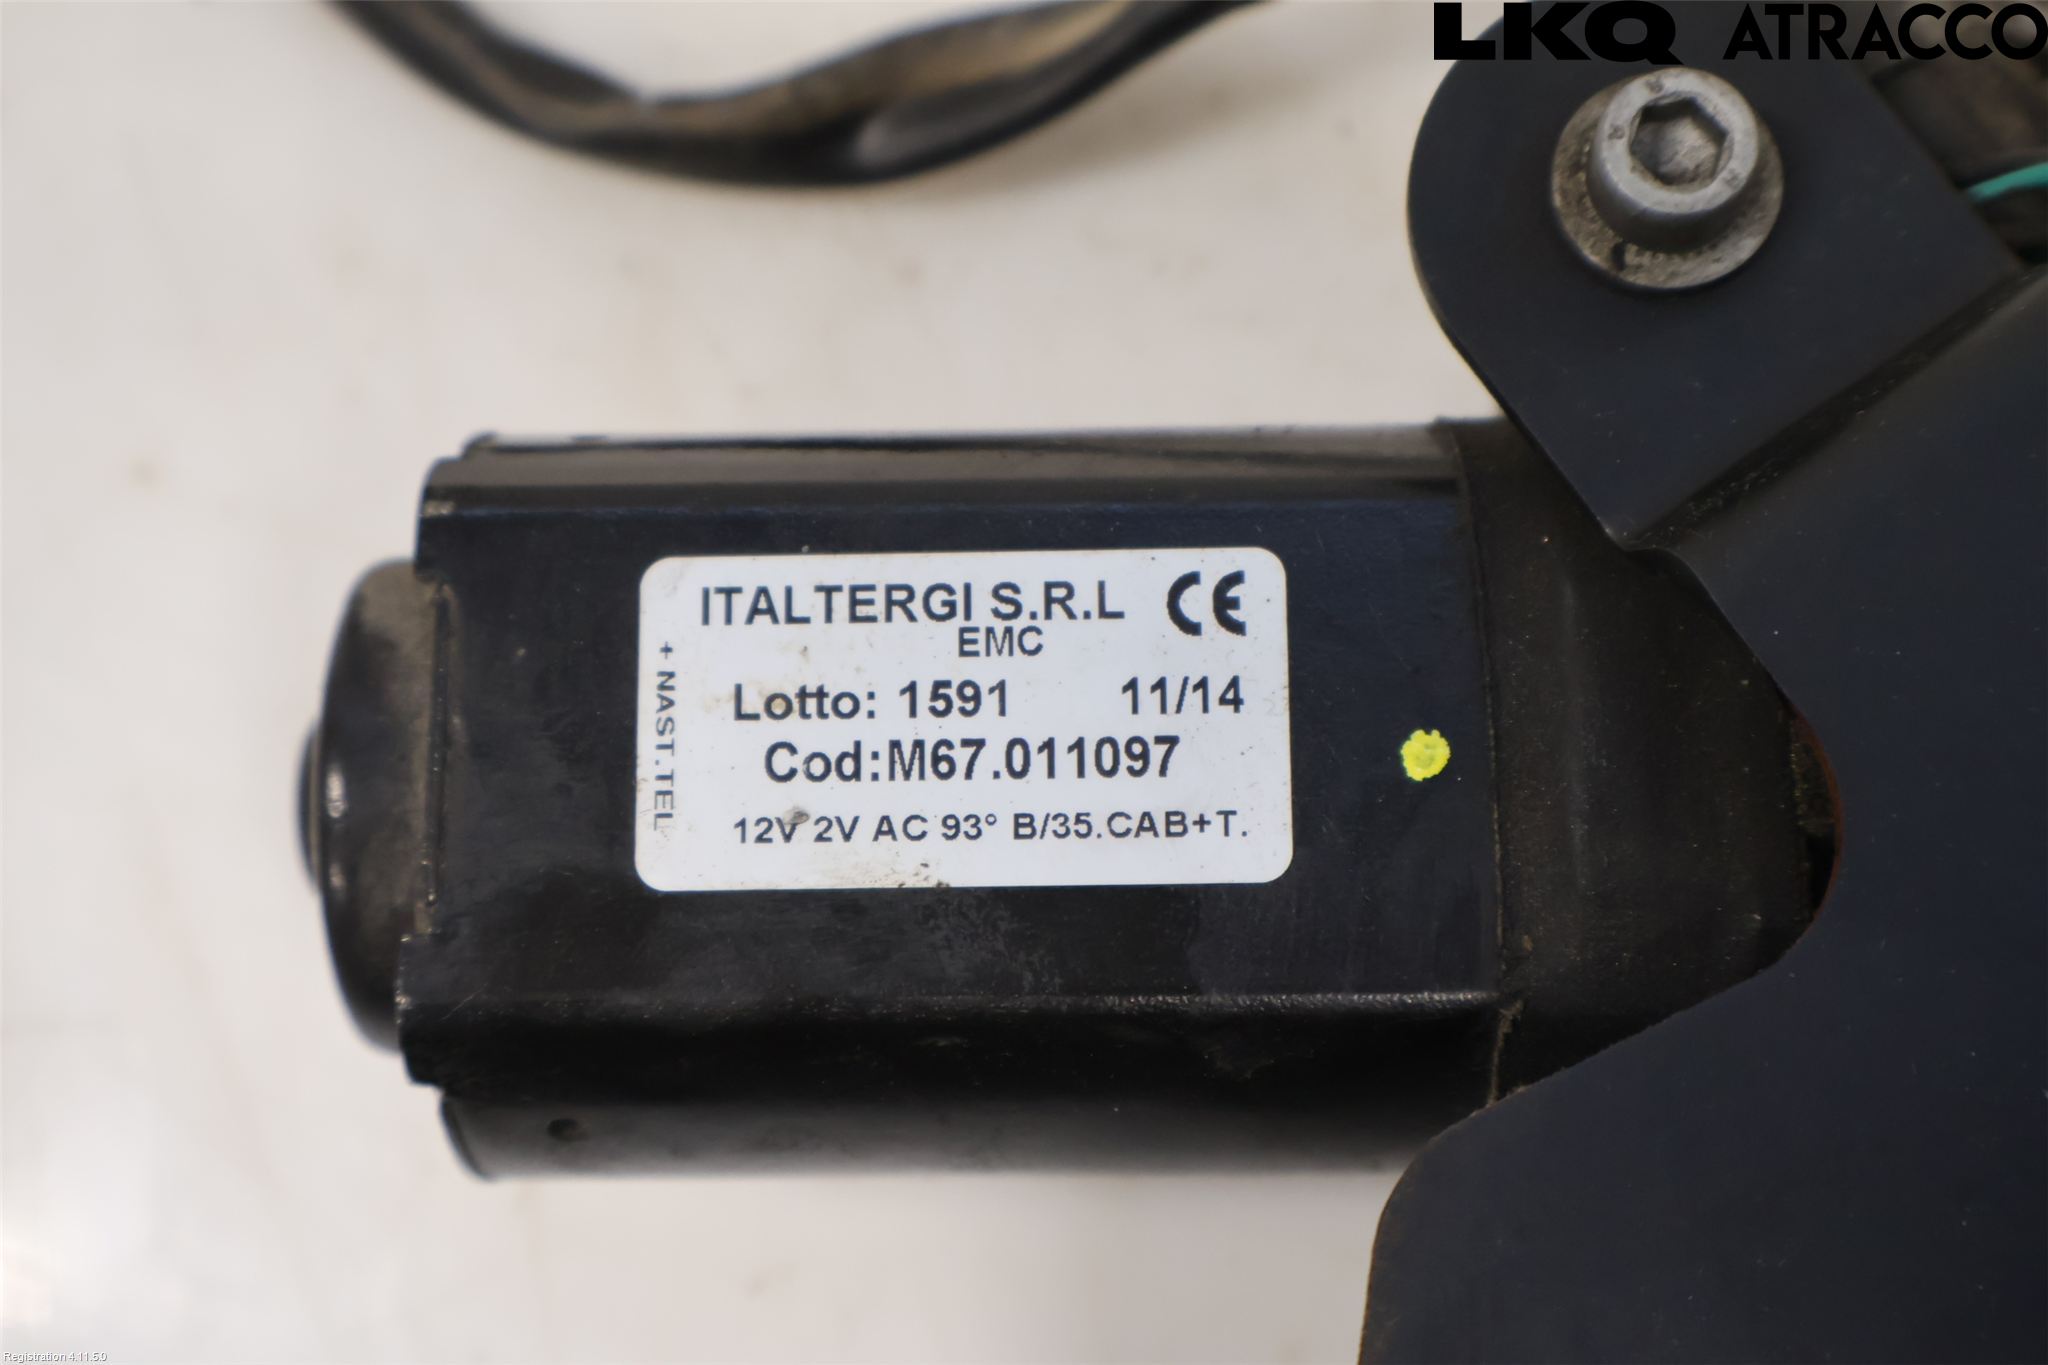 LKQ ATRACCO
ITALTERGI S.R.L CE
EMC
Lotto: 1591 11/14
Cod:M67.011097
12V 2V AC 93° B/35.CAB+T.
+ NAST.TEL
Registration 4.11.5.0